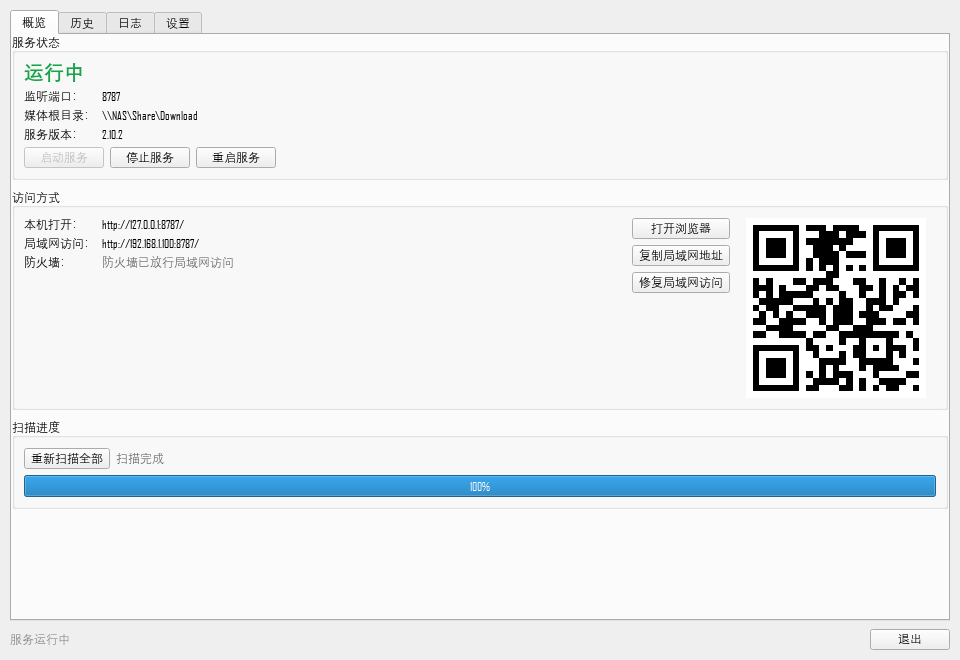 概览 历史 日志 设置
服务状态
运行中
监听端口: 8787
媒体根目录: \\NAS\Share\Download
服务版本: 2.10.2
启动服务 停止服务 重启服务
访问方式
本机打开: http://127.0.0.1:8787/ 打开浏览器
局域网访问: http://192.168.1.100:8787/ 复制局域网地址
防火墙: 防火墙已放行局域网访问 修复局域网访问
扫描进度
重新扫描全部 扫描完成
100%
服务运行中 退出